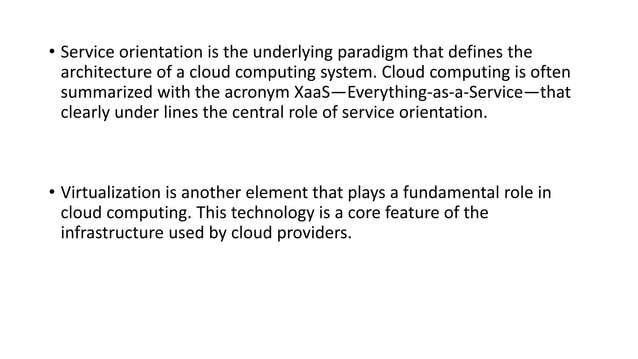 • Service orientation is the underlying paradigm that defines the
architecture of a cloud computing system. Cloud computing is often
summarized with the acronym XaaS—Everything-as-a-Service—that
clearly under lines the central role of service orientation.
• Virtualization is another element that plays a fundamental role in
cloud computing. This technology is a core feature of the
infrastructure used by cloud providers.